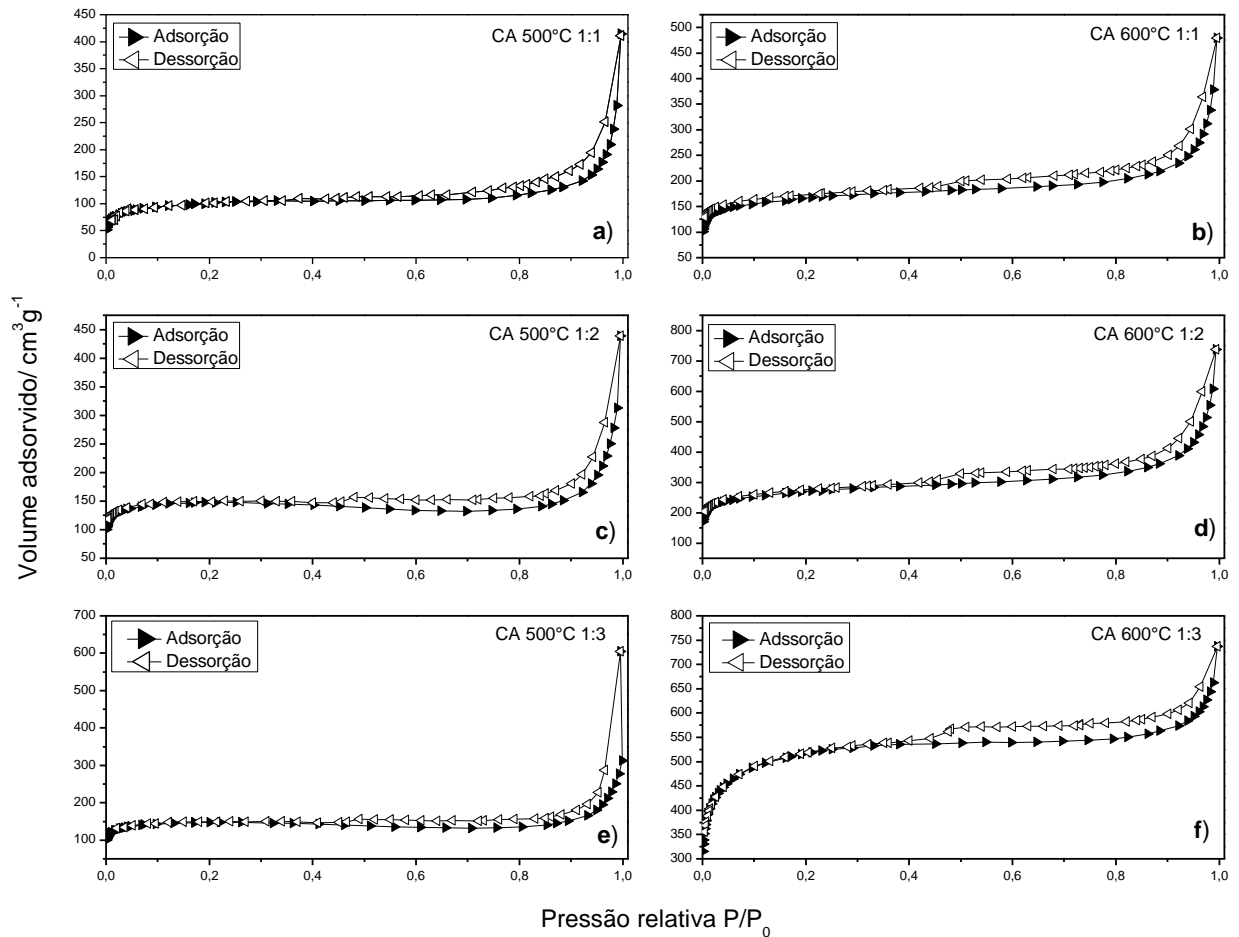 Volume adsorvido/ cm³g⁻¹
450
400
350
300
250
200
150
100
50
0
Adsorção
Dessorção
CA 500°C 1:1
a)
0,0 0,2 0,4 0,6 0,8 1,0
500
450
400
350
300
250
200
150
100
50
Adsorção
Dessorção
CA 600°C 1:1
b)
0,0 0,2 0,4 0,6 0,8 1,0
450
400
350
300
250
200
150
100
50
Adsorção
Dessorção
CA 500°C 1:2
c)
0,0 0,2 0,4 0,6 0,8 1,0
800
700
600
500
400
300
200
100
Adsorção
Dessorção
CA 600°C 1:2
d)
0,0 0,2 0,4 0,6 0,8 1,0
700
600
500
400
300
200
100
Adsorção
Dessorção
CA 500°C 1:3
e)
0,0 0,2 0,4 0,6 0,8 1,0
800
750
700
650
600
550
500
450
400
350
300
Adssorção
Dessorção
CA 600°C 1:3
f)
0,0 0,2 0,4 0,6 0,8 1,0
Pressão relativa P/P₀